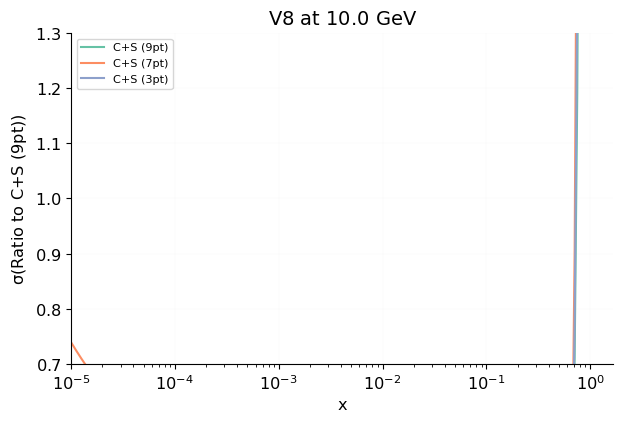 V8 at 10.0 GeV
σ(Ratio to C+S (9pt))
1.3
1.2
1.1
1.0
0.9
0.8
0.7
C+S (9pt)
C+S (7pt)
C+S (3pt)
10⁻⁵
10⁻⁴
10⁻³
10⁻²
10⁻¹
10⁰
x